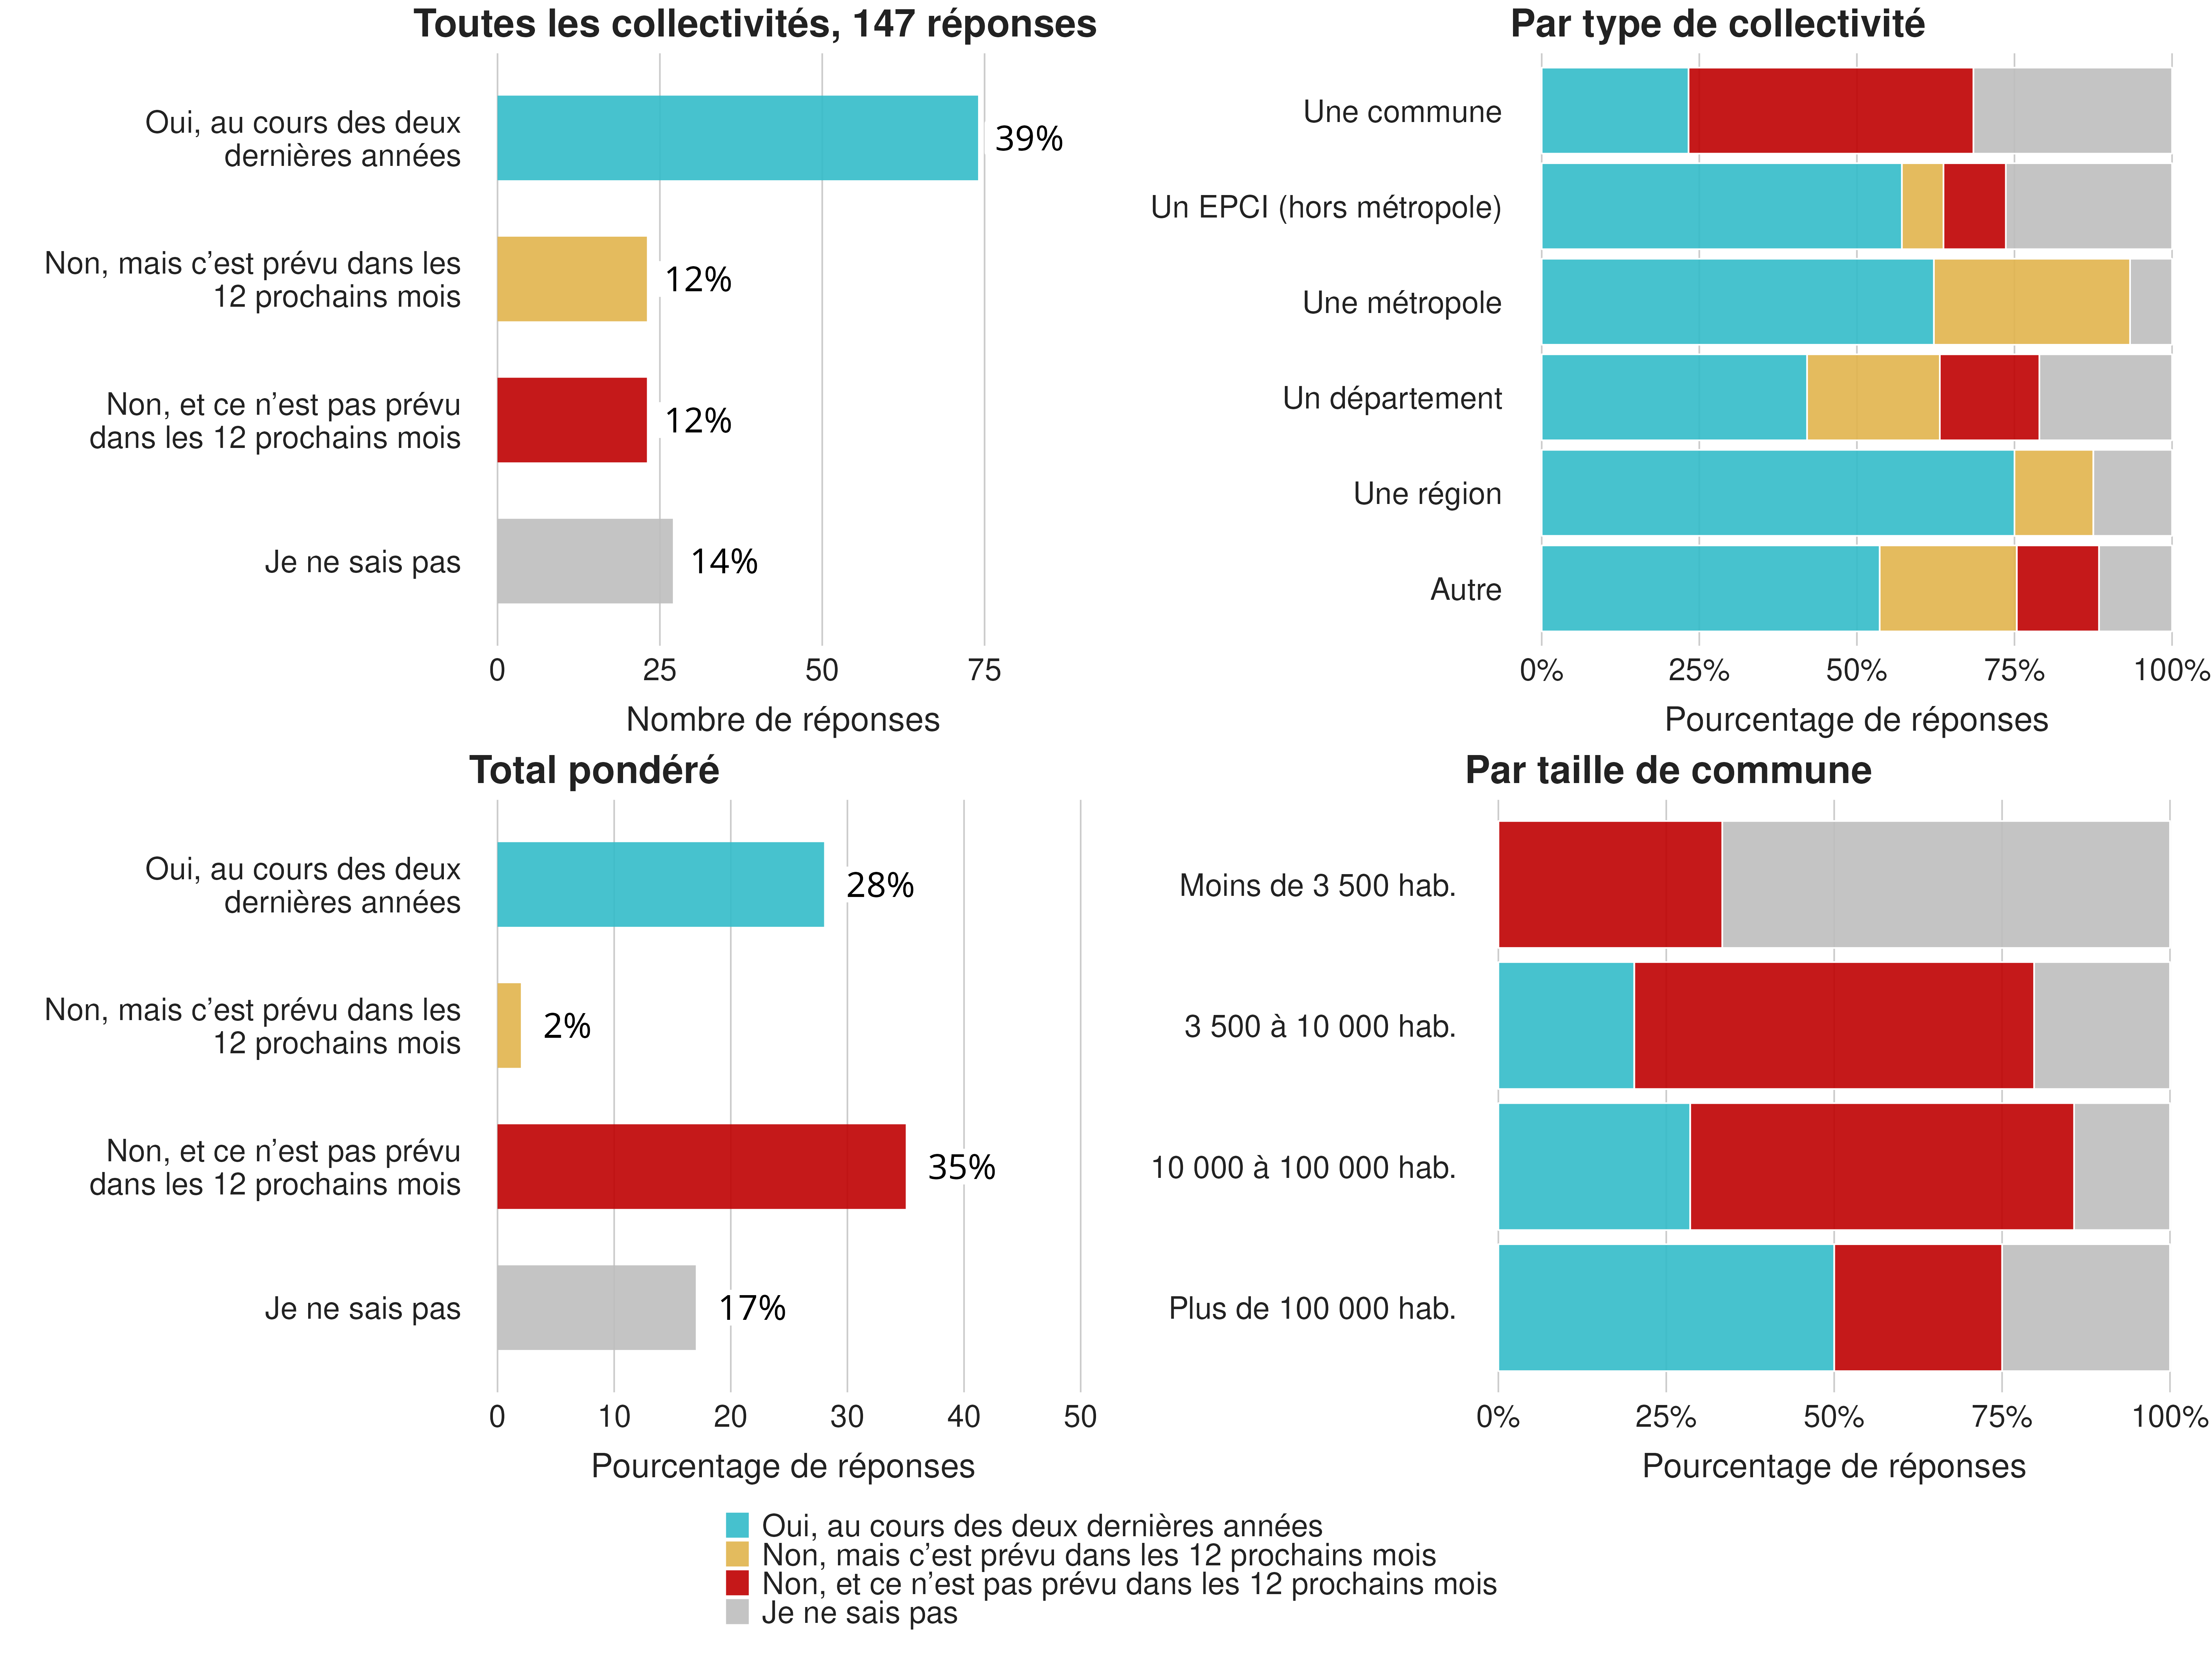 Toutes les collectivités, 147 réponses
Oui, au cours des deux
dernières années
39%
Non, mais c’est prévu dans les
12 prochains mois
12%
Non, et ce n’est pas prévu
dans les 12 prochains mois
12%
Je ne sais pas
14%
0 25 50 75
Nombre de réponses
Par type de collectivité
Une commune
Un EPCI (hors métropole)
Une métropole
Un département
Une région
Autre
0% 25% 50% 75% 100%
Pourcentage de réponses
Total pondéré
Oui, au cours des deux
dernières années
28%
Non, mais c’est prévu dans les
12 prochains mois
2%
Non, et ce n’est pas prévu
dans les 12 prochains mois
35%
Je ne sais pas
17%
0 10 20 30 40 50
Pourcentage de réponses
Par taille de commune
Moins de 3 500 hab.
3 500 à 10 000 hab.
10 000 à 100 000 hab.
Plus de 100 000 hab.
0% 25% 50% 75% 100%
Pourcentage de réponses
Oui, au cours des deux dernières années
Non, mais c’est prévu dans les 12 prochains mois
Non, et ce n’est pas prévu dans les 12 prochains mois
Je ne sais pas